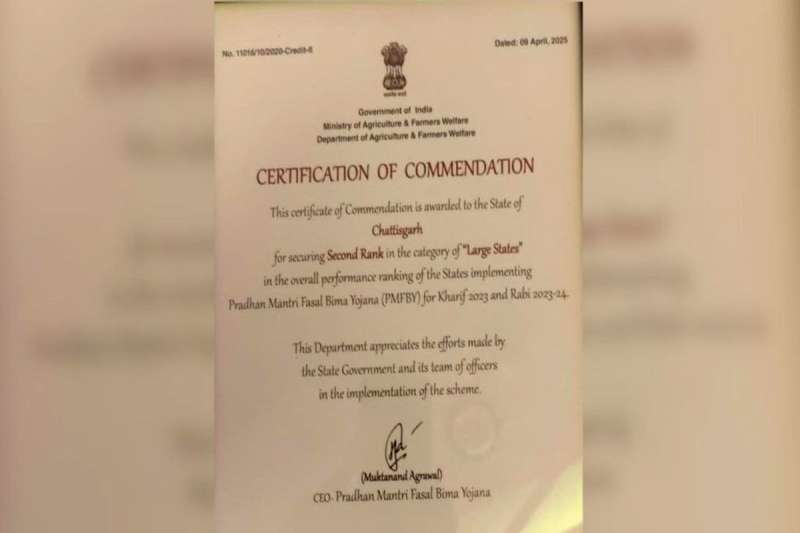 No. 11016/10/2020-Credit-II
Dated: 09 April, 2025
Government of India
Ministry of Agriculture & Farmers Welfare
Department of Agriculture & Farmers Welfare
CERTIFICATION OF COMMENDATION
This certificate of Commendation is awarded to the State of
Chattisgarh
for securing Second Rank in the category of "Large States"
in the overall performance ranking of the States implementing
Pradhan Mantri Fasal Bima Yojana (PMFBY) for Kharif 2023 and Rabi 2023-24.
This Department appreciates the efforts made by
the State Government and its team of officers
in the implementation of the scheme.
(Muktanand Agrawal)
CEO- Pradhan Mantri Fasal Bima Yojana